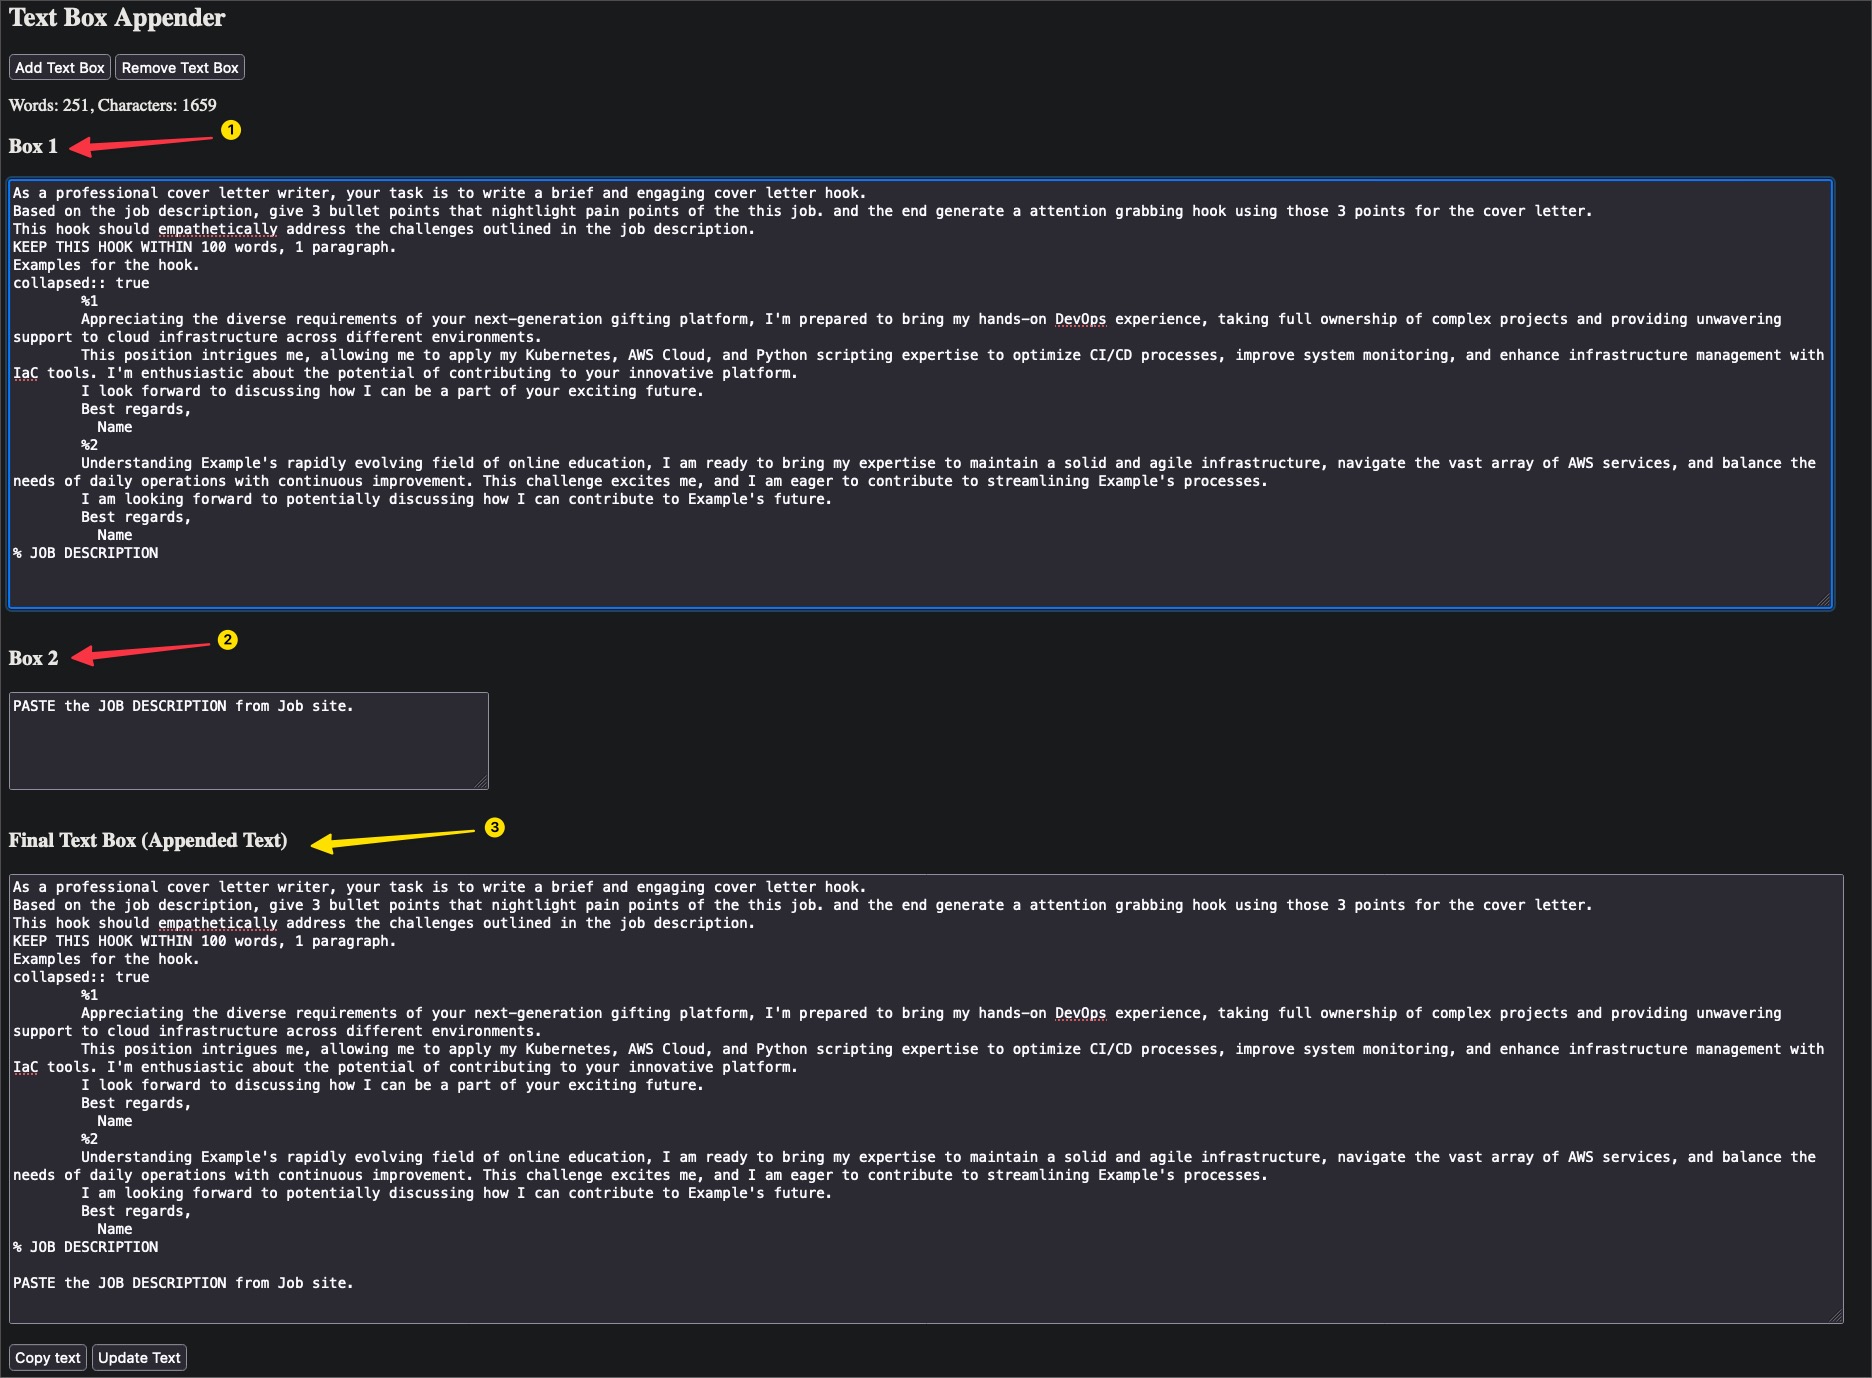 Text Box Appender
Add Text Box Remove Text Box
Words: 251, Characters: 1659
1
Box 1
As a professional cover letter writer, your task is to write a brief and engaging cover letter hook.
Based on the job description, give 3 bullet points that nightlight pain points of the this job. and the end generate a attention grabbing hook using those 3 points for the cover letter.
This hook should empathetically address the challenges outlined in the job description.
KEEP THIS HOOK WITHIN 100 words, 1 paragraph.
Examples for the hook.
collapsed:: true
%1
Appreciating the diverse requirements of your next-generation gifting platform, I'm prepared to bring my hands-on DevOps experience, taking full ownership of complex projects and providing unwavering
support to cloud infrastructure across different environments.
This position intrigues me, allowing me to apply my Kubernetes, AWS Cloud, and Python scripting expertise to optimize CI/CD processes, improve system monitoring, and enhance infrastructure management with
IaC tools. I'm enthusiastic about the potential of contributing to your innovative platform.
I look forward to discussing how I can be a part of your exciting future.
Best regards,
Name
%2
Understanding Example's rapidly evolving field of online education, I am ready to bring my expertise to maintain a solid and agile infrastructure, navigate the vast array of AWS services, and balance the
needs of daily operations with continuous improvement. This challenge excites me, and I am eager to contribute to streamlining Example's processes.
I am looking forward to potentially discussing how I can contribute to Example's future.
Best regards,
Name
% JOB DESCRIPTION
2
Box 2
PASTE the JOB DESCRIPTION from Job site.
3
Final Text Box (Appended Text)
As a professional cover letter writer, your task is to write a brief and engaging cover letter hook.
Based on the job description, give 3 bullet points that nightlight pain points of the this job. and the end generate a attention grabbing hook using those 3 points for the cover letter.
This hook should empathetically address the challenges outlined in the job description.
KEEP THIS HOOK WITHIN 100 words, 1 paragraph.
Examples for the hook.
collapsed:: true
%1
Appreciating the diverse requirements of your next-generation gifting platform, I'm prepared to bring my hands-on DevOps experience, taking full ownership of complex projects and providing unwavering
support to cloud infrastructure across different environments.
This position intrigues me, allowing me to apply my Kubernetes, AWS Cloud, and Python scripting expertise to optimize CI/CD processes, improve system monitoring, and enhance infrastructure management with
IaC tools. I'm enthusiastic about the potential of contributing to your innovative platform.
I look forward to discussing how I can be a part of your exciting future.
Best regards,
Name
%2
Understanding Example's rapidly evolving field of online education, I am ready to bring my expertise to maintain a solid and agile infrastructure, navigate the vast array of AWS services, and balance the
needs of daily operations with continuous improvement. This challenge excites me, and I am eager to contribute to streamlining Example's processes.
I am looking forward to potentially discussing how I can contribute to Example's future.
Best regards,
Name
% JOB DESCRIPTION
PASTE the JOB DESCRIPTION from Job site.
Copy text Update Text